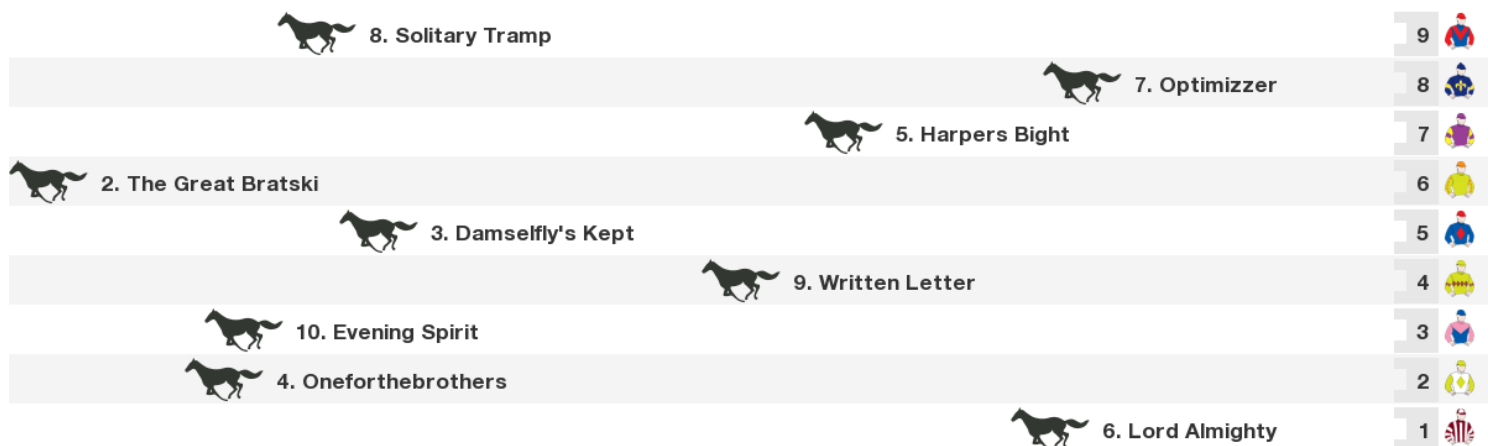 8. Solitary Tramp 9
7. Optimizzer 8
5. Harpers Bight 7
2. The Great Bratski 6
3. Damselfly's Kept 5
9. Written Letter 4
10. Evening Spirit 3
4. Oneforthebrothers 2
6. Lord Almighty 1